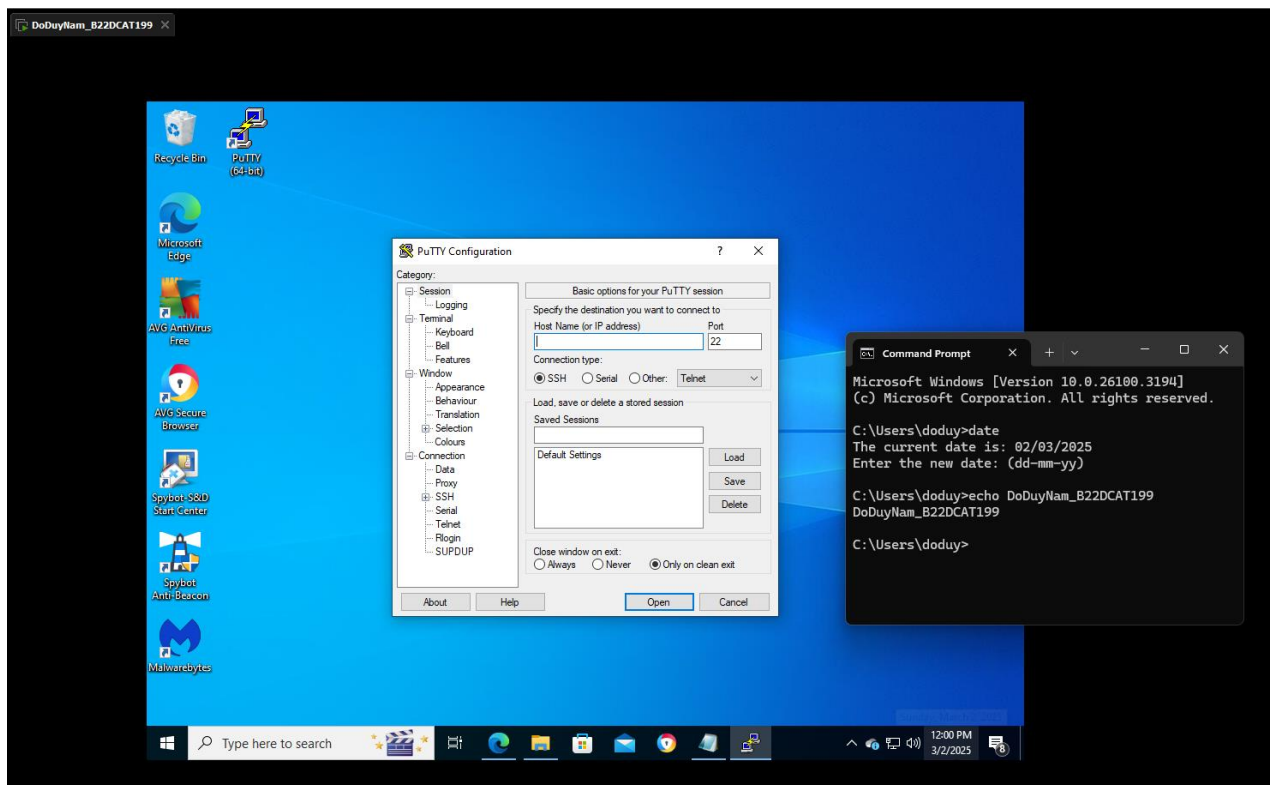 DoDuyNam_B22DCAT199
Recycle Bin
PuTTY
(64-bit)
Microsoft
Edge
AVG AntiVirus
Free
AVG Secure
Browser
Spybot-S&D
Start Center
Spybot
Anti-Beacon
Malwarebytes
PuTTY Configuration
Category:
Session
Logging
Terminal
Keyboard
Bell
Features
Window
Appearance
Behaviour
Translation
Selection
Colours
Connection
Data
Proxy
SSH
Serial
Telnet
Rlogin
SUPDUP
Basic options for your PuTTY session
Specify the destination you want to connect to
Host Name (or IP address) Port
22
Connection type:
SSH Serial Other: Telnet
Load, save or delete a stored session
Saved Sessions
Default Settings
Load
Save
Delete
Close window on exit:
Always Never Only on clean exit
About Help Open Cancel
Command Prompt
Microsoft Windows [Version 10.0.26100.3194]
(c) Microsoft Corporation. All rights reserved.
C:\Users\doduy>date
The current date is: 02/03/2025
Enter the new date: (dd-mm-yy)
C:\Users\doduy>echo DoDuyNam_B22DCAT199
DoDuyNam_B22DCAT199
C:\Users\doduy>
Type here to search
12:00 PM
3/2/2025
8